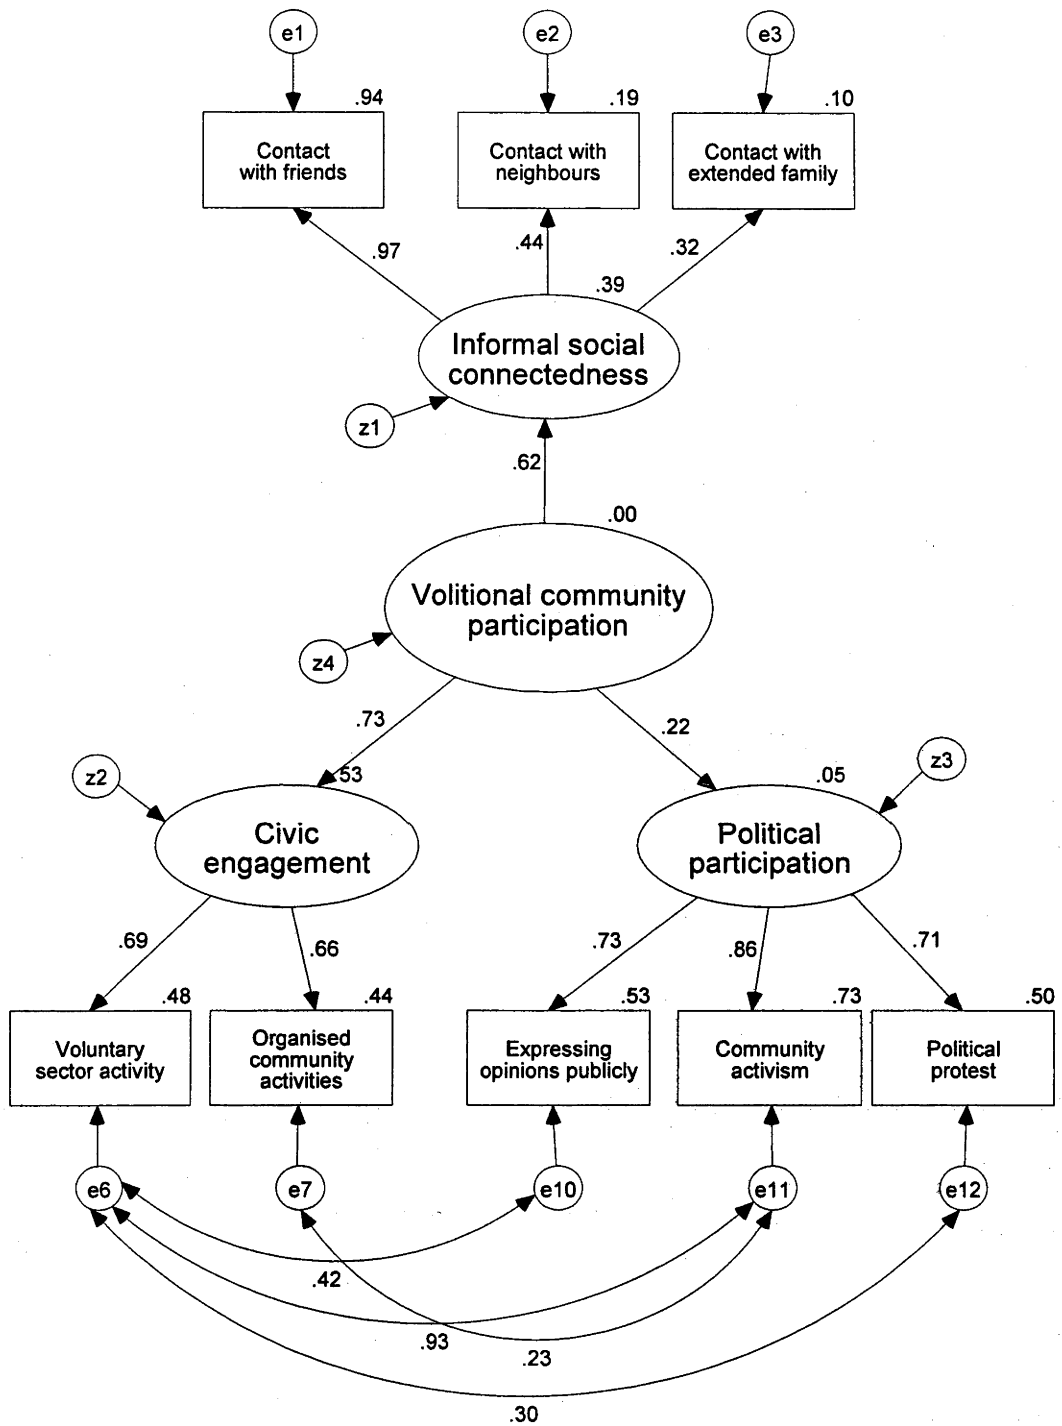 e1
e2
e3
.94
.19
.10
Contact
with friends
Contact with
neighbours
Contact with
extended family
.97
.44
.32
.39
Informal social
connectedness
z1
.62
.00
Volitional community
participation
z4
.73
.22
z2
.53
.05
z3
Civic
engagement
Political
participation
.69
.66
.73
.86
.71
.48
.44
.53
.73
.50
Voluntary
sector activity
Organised
community
activities
Expressing
opinions publicly
Community
activism
Political
protest
e6
e7
e10
e11
e12
.42
.93
.23
.30